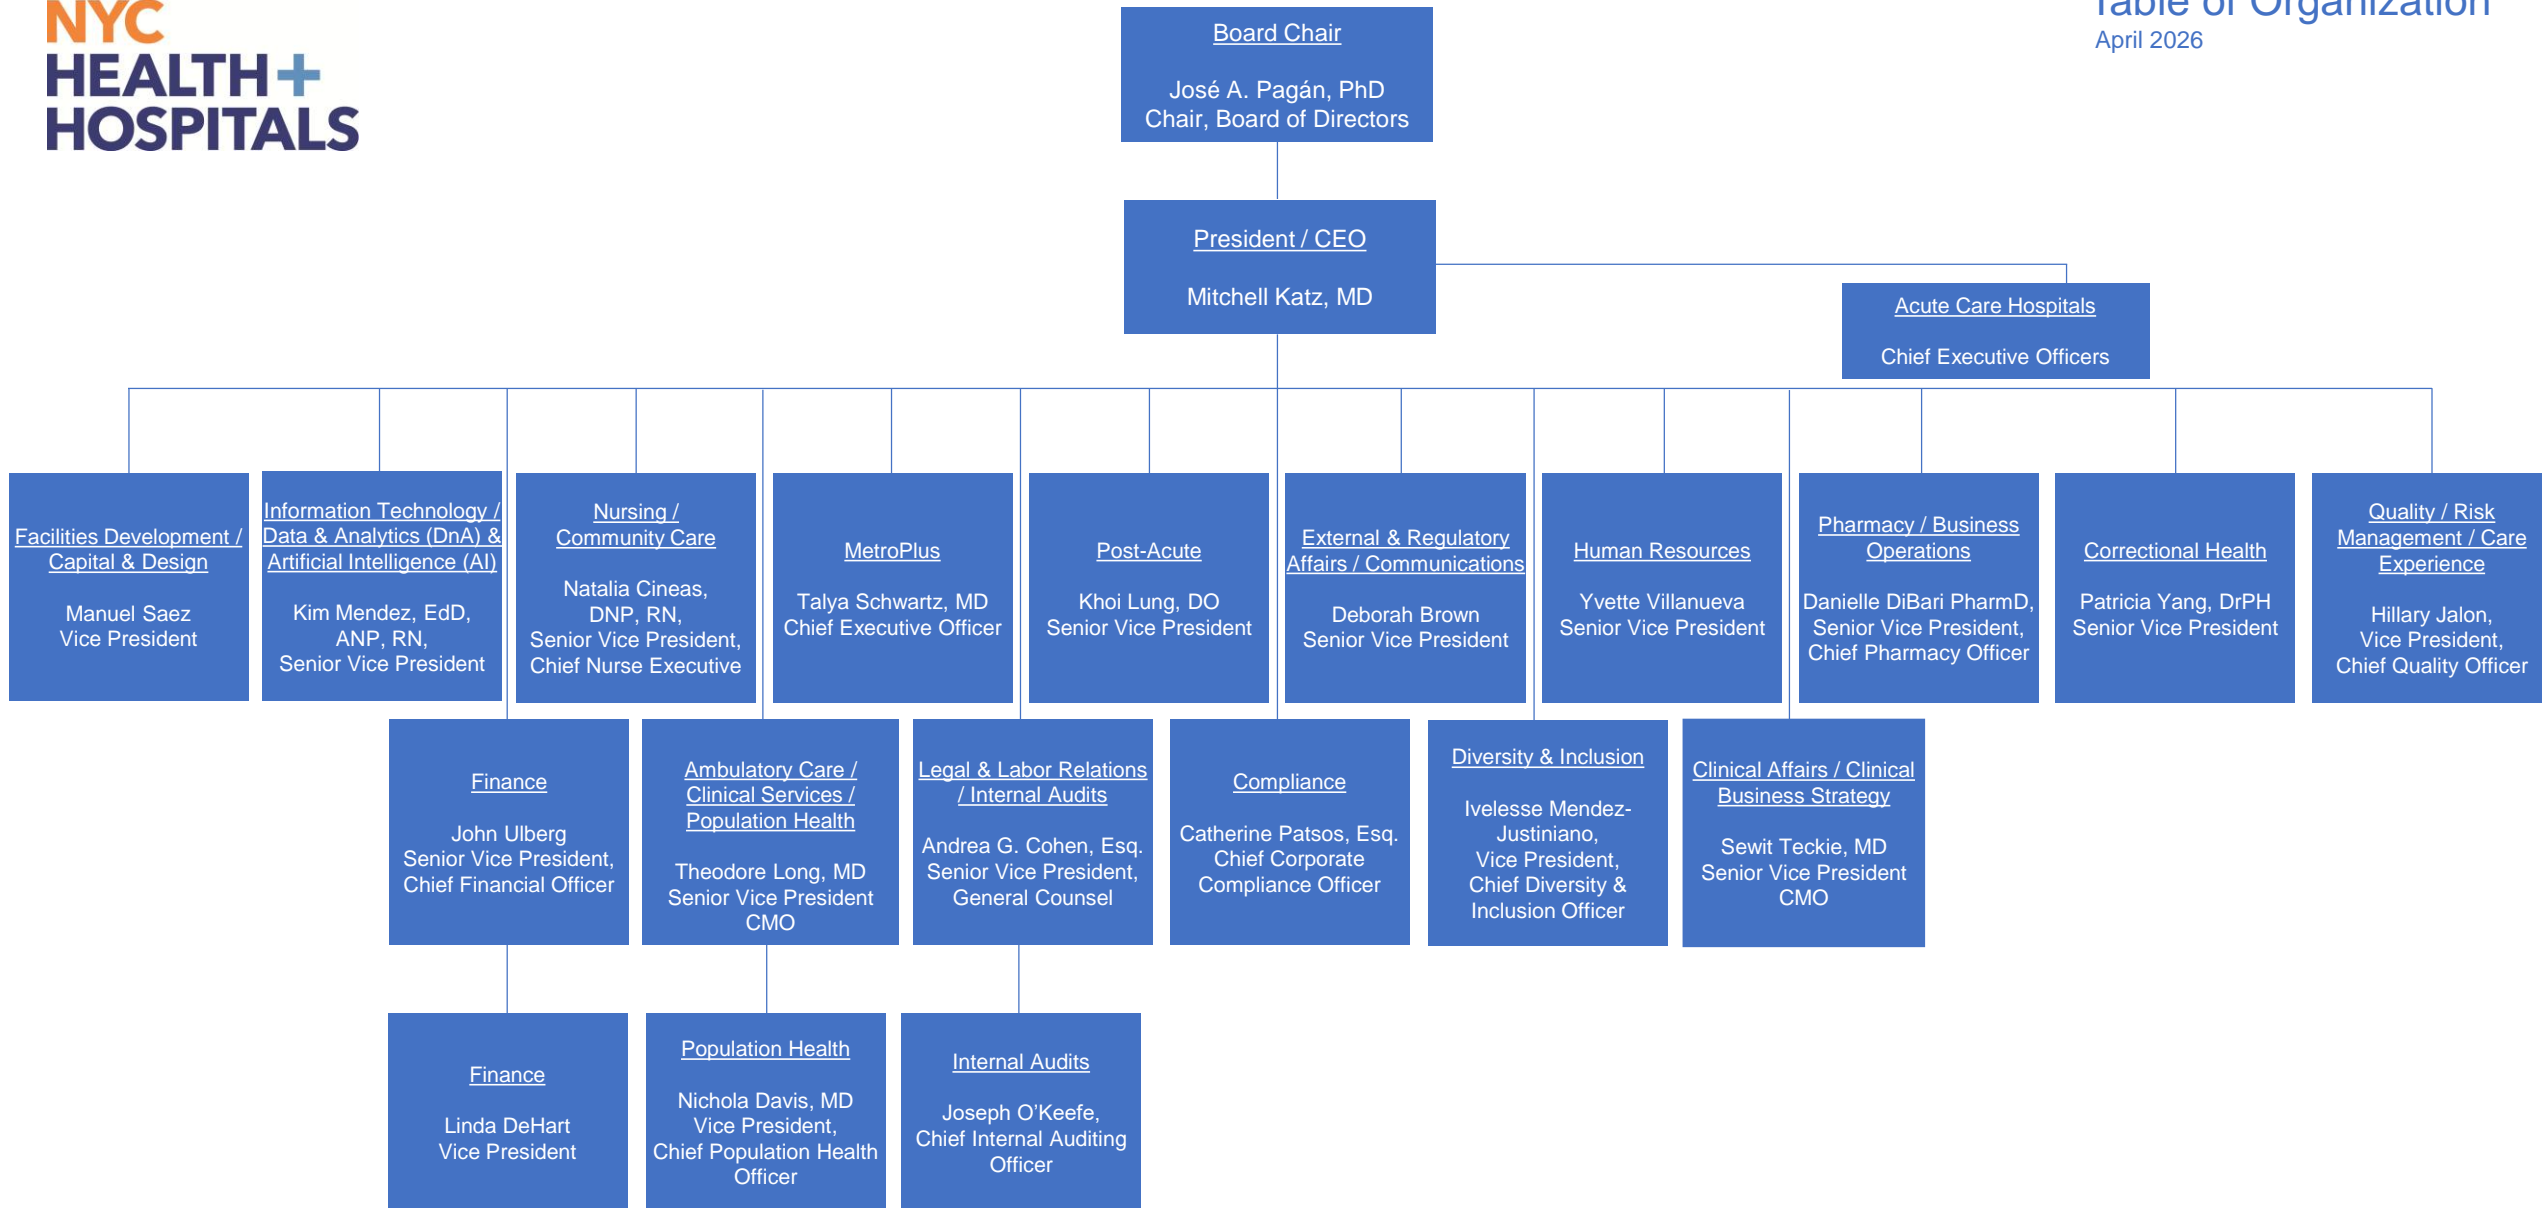 NYC
HEALTH+
HOSPITALS
Table of Organization
April 2026
Board Chair
José A. Pagán, PhD
Chair, Board of Directors
President / CEO
Mitchell Katz, MD
Acute Care Hospitals
Chief Executive Officers
Facilities Development /
Capital & Design
Manuel Saez
Vice President
Information Technology /
Data & Analytics (DnA) &
Artificial Intelligence (AI)
Kim Mendez, EdD,
ANP, RN,
Senior Vice President
Nursing /
Community Care
Natalia Cineas,
DNP, RN,
Senior Vice President,
Chief Nurse Executive
MetroPlus
Talya Schwartz, MD
Chief Executive Officer
Post-Acute
Khoi Lung, DO
Senior Vice President
External & Regulatory
Affairs / Communications
Deborah Brown
Senior Vice President
Human Resources
Yvette Villanueva
Senior Vice President
Pharmacy / Business
Operations
Danielle DiBari PharmD,
Senior Vice President,
Chief Pharmacy Officer
Correctional Health
Patricia Yang, DrPH
Senior Vice President
Quality / Risk
Management / Care
Experience
Hillary Jalon,
Vice President,
Chief Quality Officer
Finance
John Ulberg
Senior Vice President,
Chief Financial Officer
Ambulatory Care /
Clinical Services /
Population Health
Theodore Long, MD
Senior Vice President
CMO
Legal & Labor Relations
/ Internal Audits
Andrea G. Cohen, Esq.
Senior Vice President,
General Counsel
Compliance
Catherine Patsos, Esq.
Chief Corporate
Compliance Officer
Diversity & Inclusion
Ivelesse Mendez-
Justiniano,
Vice President,
Chief Diversity &
Inclusion Officer
Clinical Affairs / Clinical
Business Strategy
Sewit Teckie, MD
Senior Vice President
CMO
Finance
Linda DeHart
Vice President
Population Health
Nichola Davis, MD
Vice President,
Chief Population Health
Officer
Internal Audits
Joseph O’Keefe,
Chief Internal Auditing
Officer